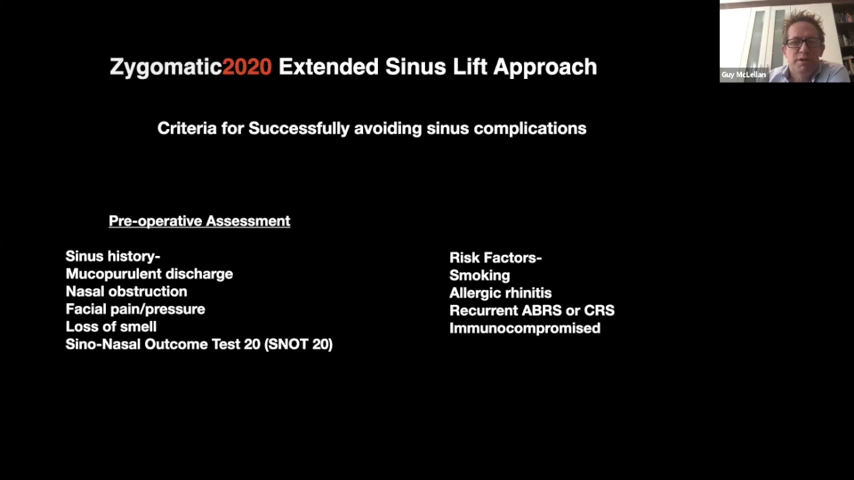 Zygomatic2020 Extended Sinus Lift Approach
Guy McLellan
Criteria for Successfully avoiding sinus complications
Pre-operative Assessment
Sinus history-
Mucopurulent discharge
Nasal obstruction
Facial pain/pressure
Loss of smell
Sino-Nasal Outcome Test 20 (SNOT 20)
Risk Factors-
Smoking
Allergic rhinitis
Recurrent ABRS or CRS
Immunocompromised